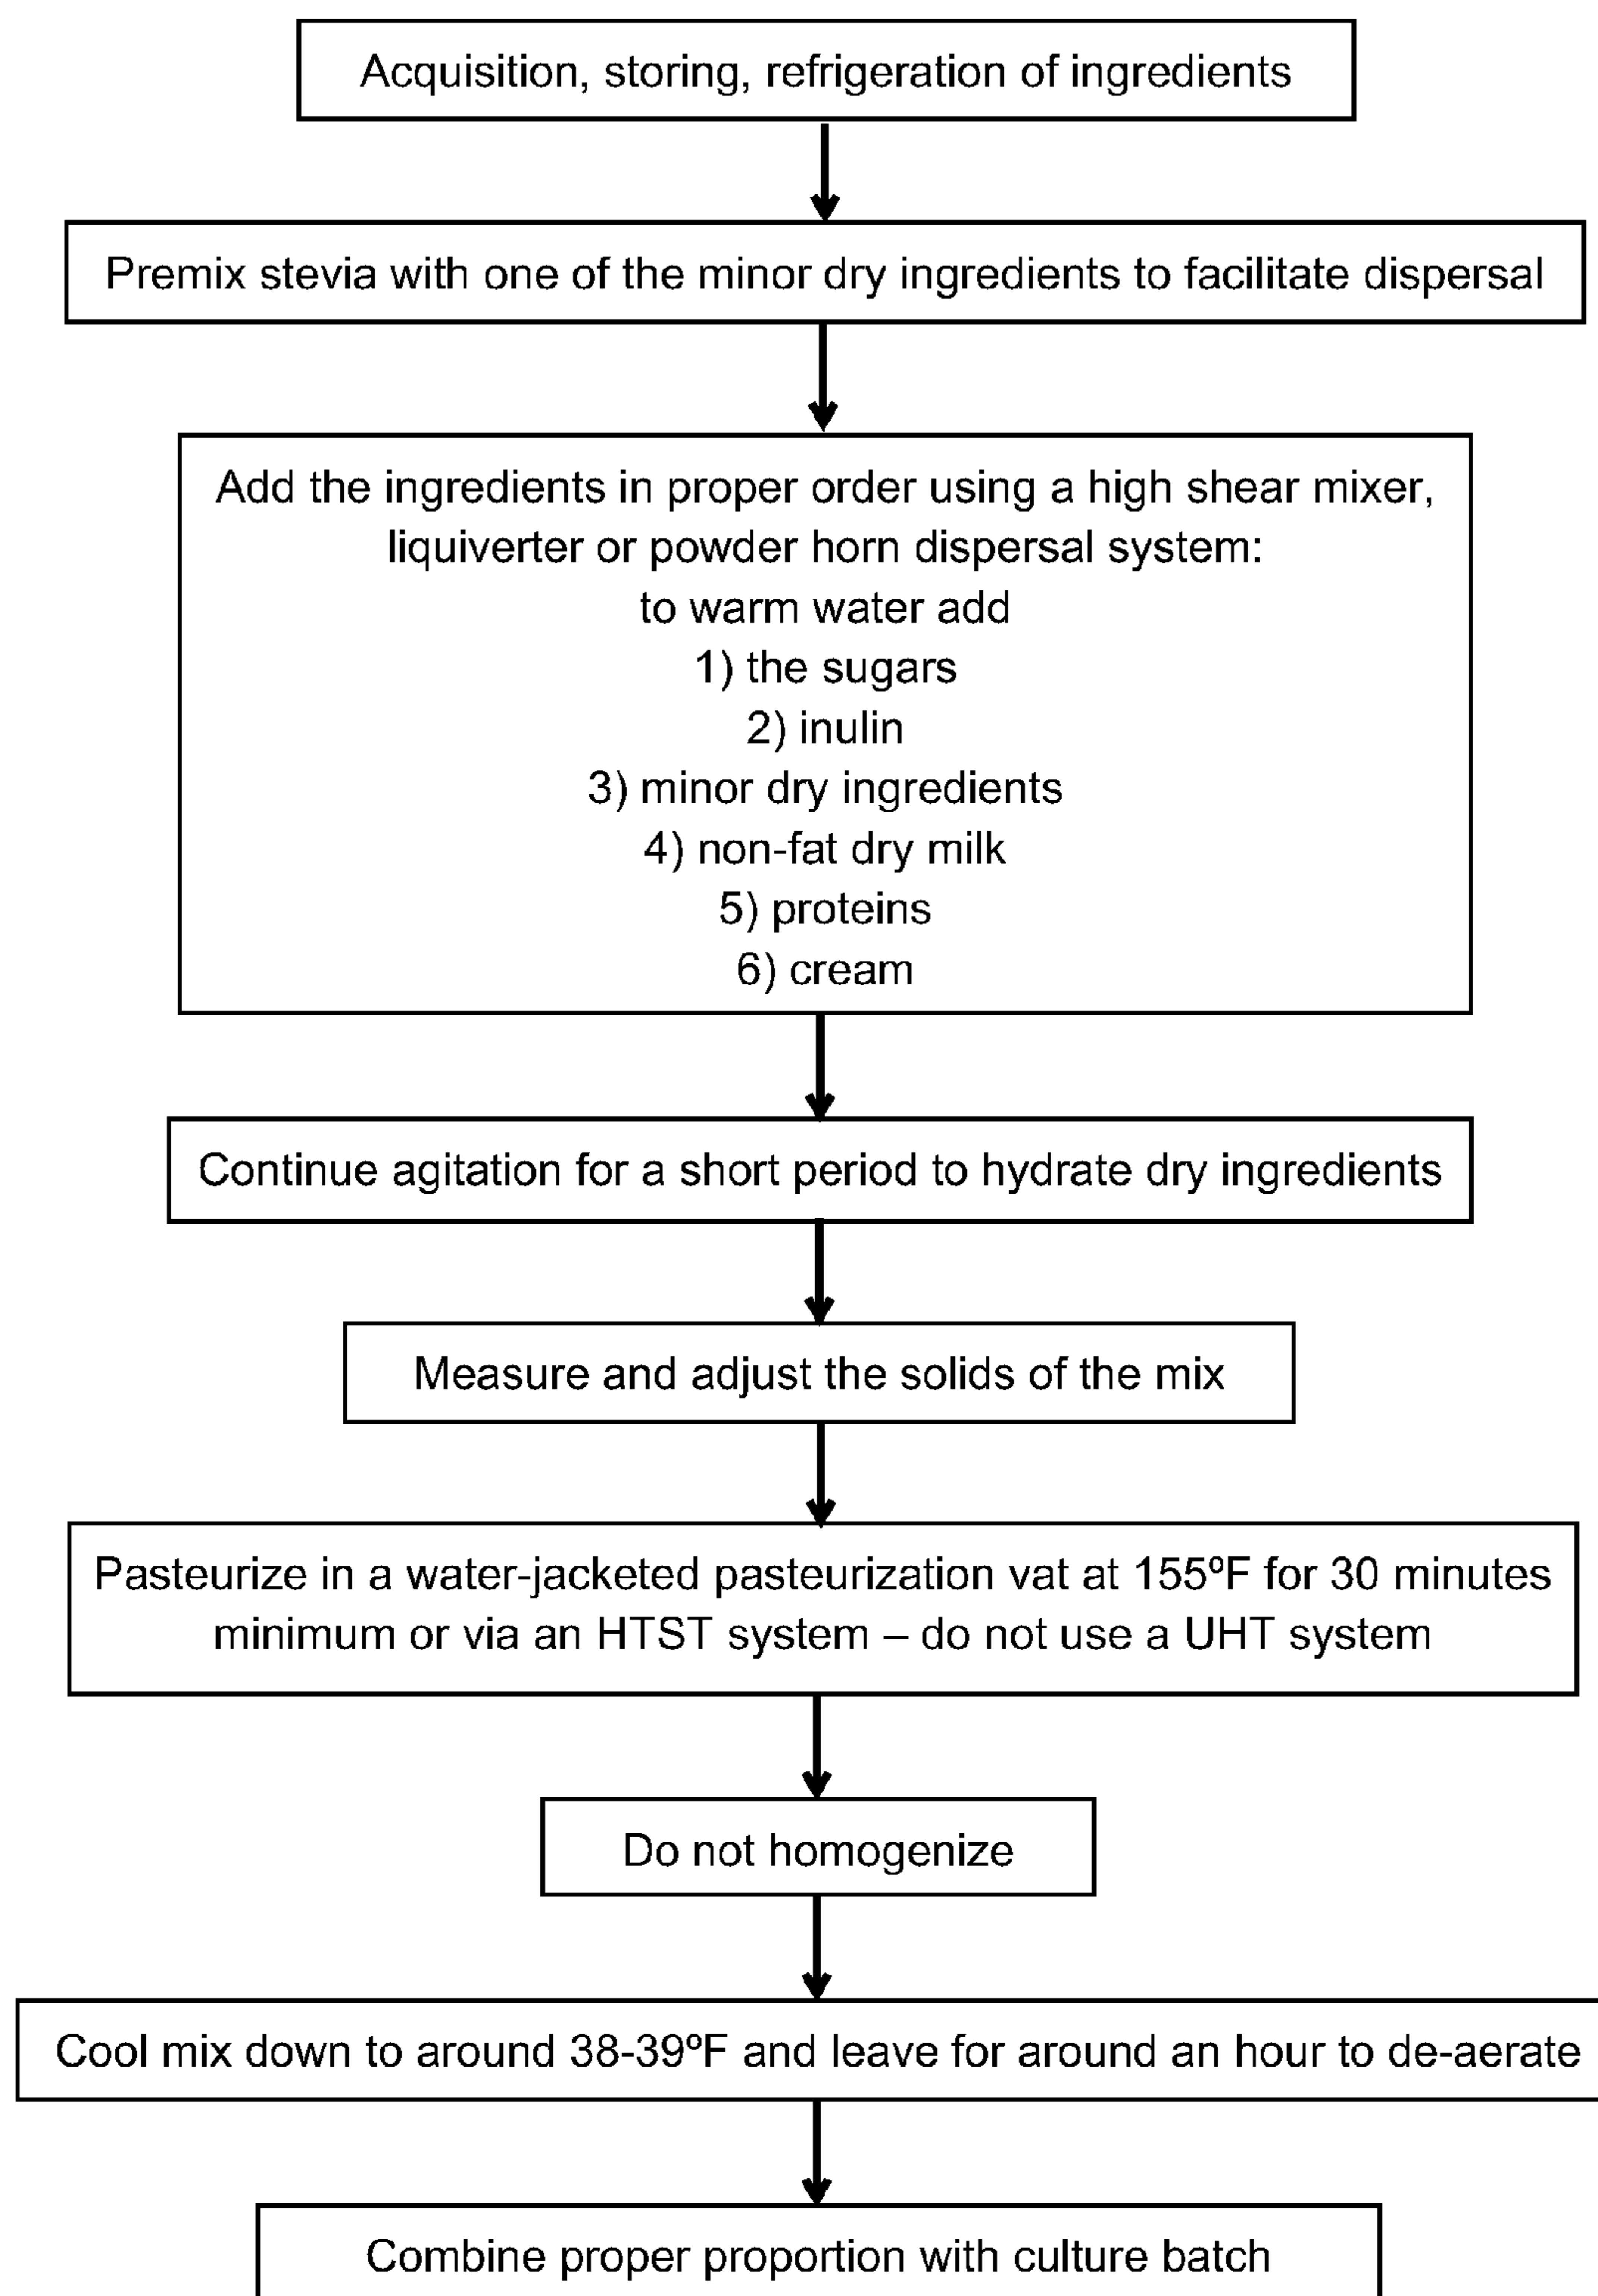 Acquisition, storing, refrigeration of ingredients
Premix stevia with one of the minor dry ingredients to facilitate dispersal
Add the ingredients in proper order using a high shear mixer,
liquiverter or powder horn dispersal system:
to warm water add
1) the sugars
2) inulin
3) minor dry ingredients
4) non-fat dry milk
5) proteins
6) cream
Continue agitation for a short period to hydrate dry ingredients
Measure and adjust the solids of the mix
Pasteurize in a water-jacketed pasteurization vat at 155ºF for 30 minutes
minimum or via an HTST system – do not use a UHT system
Do not homogenize
Cool mix down to around 38-39ºF and leave for around an hour to de-aerate
Combine proper proportion with culture batch